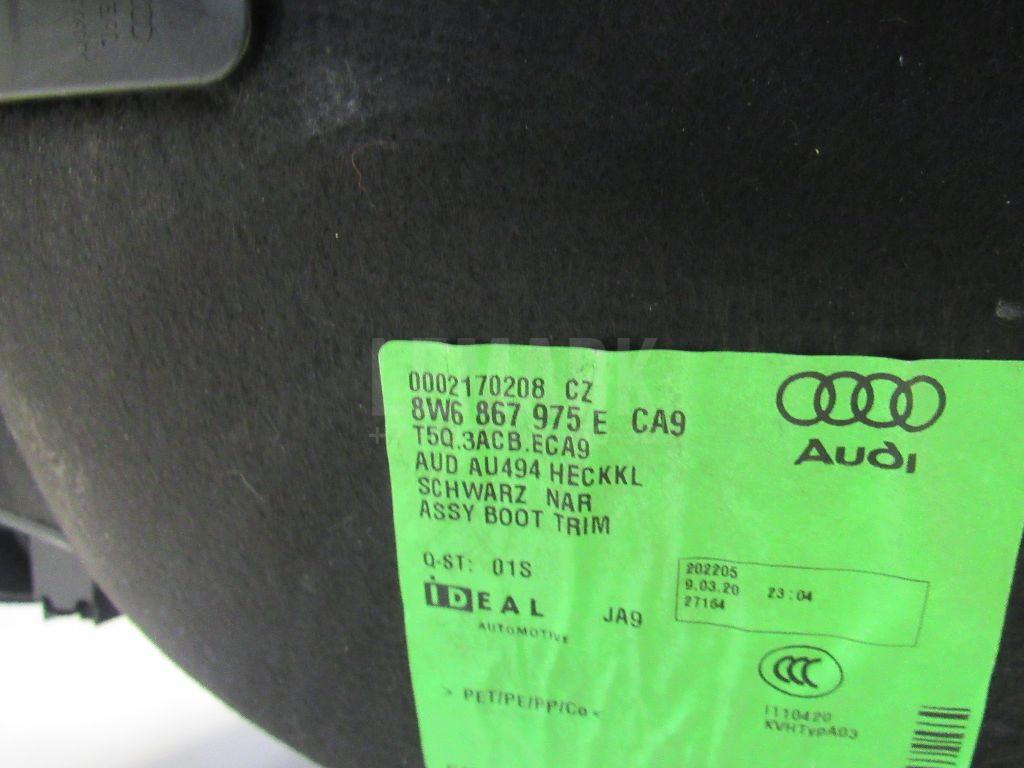 0002170208 CZ
8W6 867 975 E CA9
T5Q.3ACB.ECA9
AUD AU494 HECKKL
SCHWARZ NAR
ASSY BOOT TRIM
Audi
Q-ST: 01S
IDEAL
AUTOMOTIVE
JA9
202205
9.03.20 23:04
27164
> PET/PE/PP/Co <
CCC
I110420
KVHTypA03